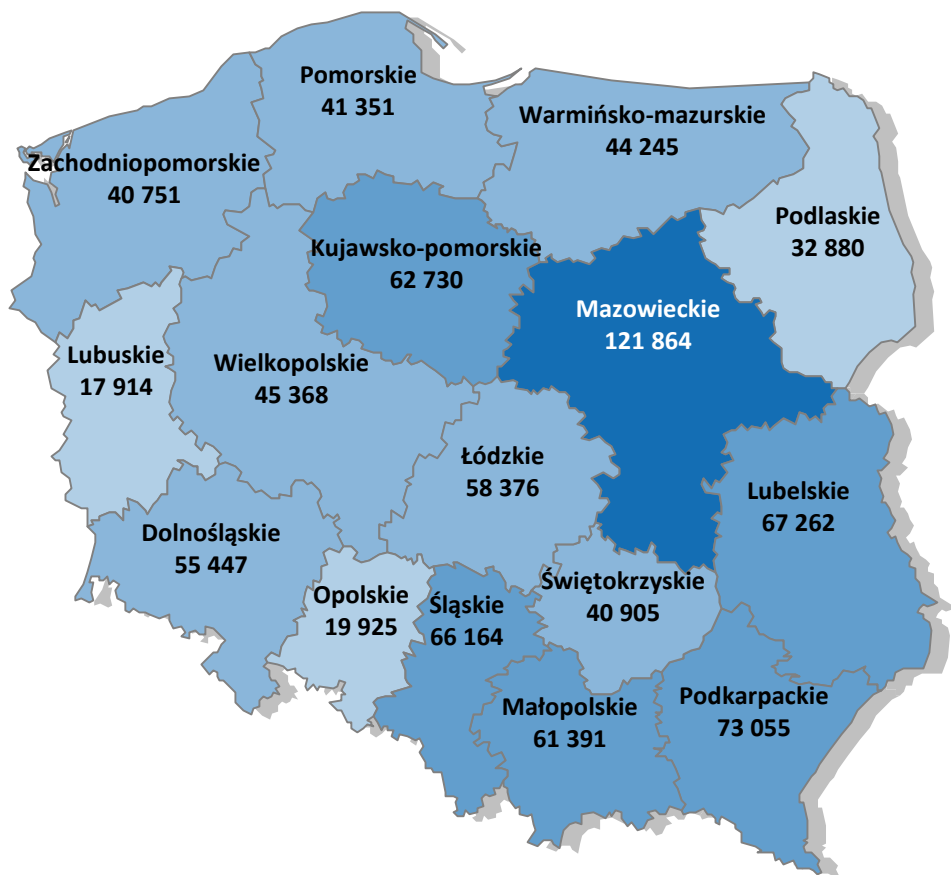 Pomorskie
41 351
Warmińsko-mazurskie
44 245
Zachodniopomorskie
40 751
Podlaskie
32 880
Kujawsko-pomorskie
62 730
Mazowieckie
121 864
Lubuskie
17 914
Wielkopolskie
45 368
Łódzkie
58 376
Lubelskie
67 262
Dolnośląskie
55 447
Opolskie
19 925
Śląskie
66 164
Świętokrzyskie
40 905
Małopolskie
61 391
Podkarpackie
73 055